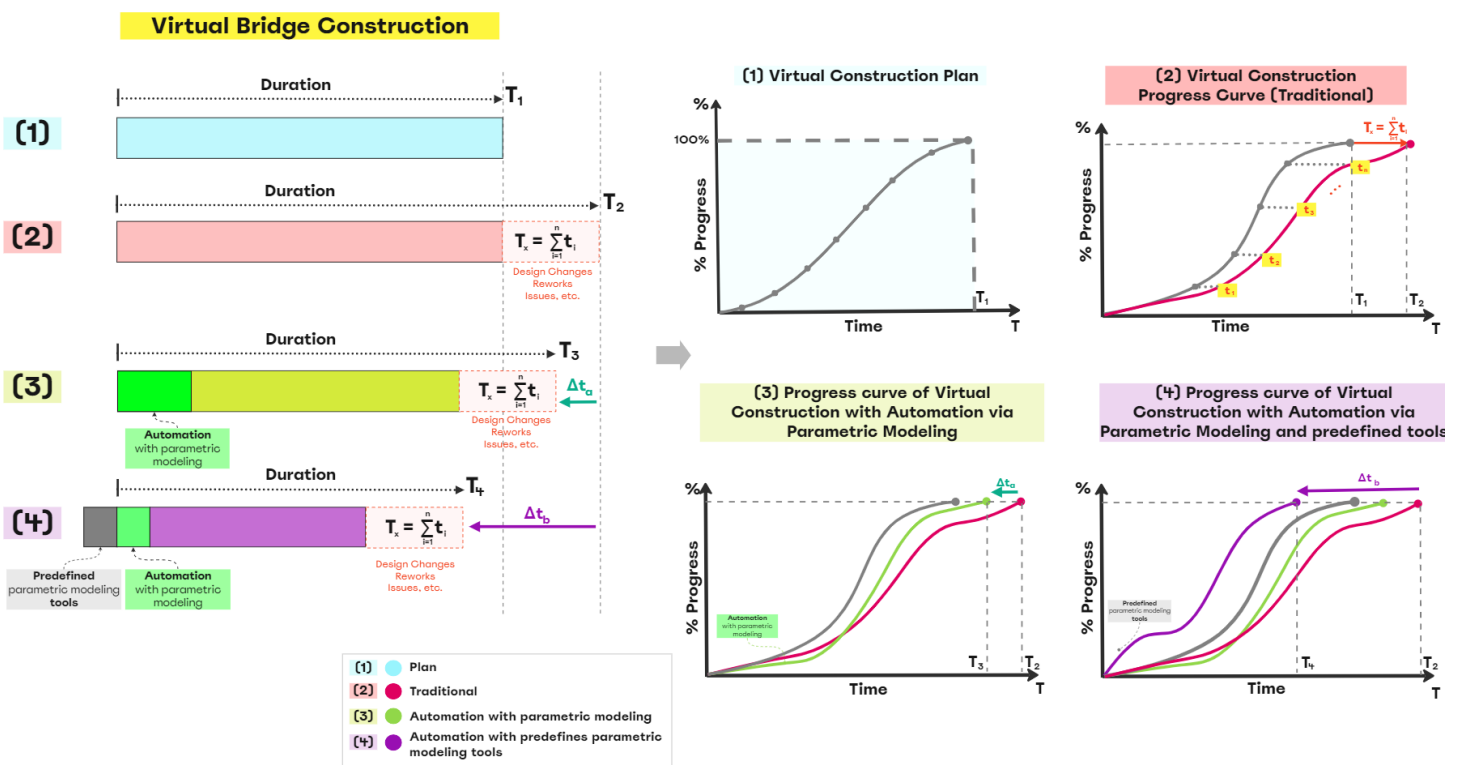 Virtual Bridge Construction
Duration
T1
(1)
Duration
T2
(2)
Tx = n∑i=1 ti
Design Changes
Reworks
Issues, etc.
Duration
T3
(3)
Tx = n∑i=1 ti
Δta
Design Changes
Reworks
Issues, etc.
Automation
with parametric
modeling
Duration
T4
(4)
Tx = n∑i=1 ti
Δtb
Design Changes
Reworks
Issues, etc.
Predefined
parametric modeling
tools
Automation
with parametric
modeling
(1) Plan
(2) Traditional
(3) Automation with parametric modeling
(4) Automation with predefines parametric
modeling tools
(1) Virtual Construction Plan
%
100%
% Progress
T1
Time
T
(2) Virtual Construction
Progress Curve (Traditional)
%
Tx = n∑i=1 ti
tn
...
t3
t2
t1
% Progress
T1
T2
Time
T
(3) Progress curve of Virtual
Construction with Automation via
Parametric Modeling
%
Δta
% Progress
Automation
with parametric
modeling
T3
T2
Time
T
(4) Progress curve of Virtual
Construction with Automation via
Parametric Modeling and predefined tools
%
Δtb
% Progress
Predefined
parametric modeling
tools
T4
T2
Time
T